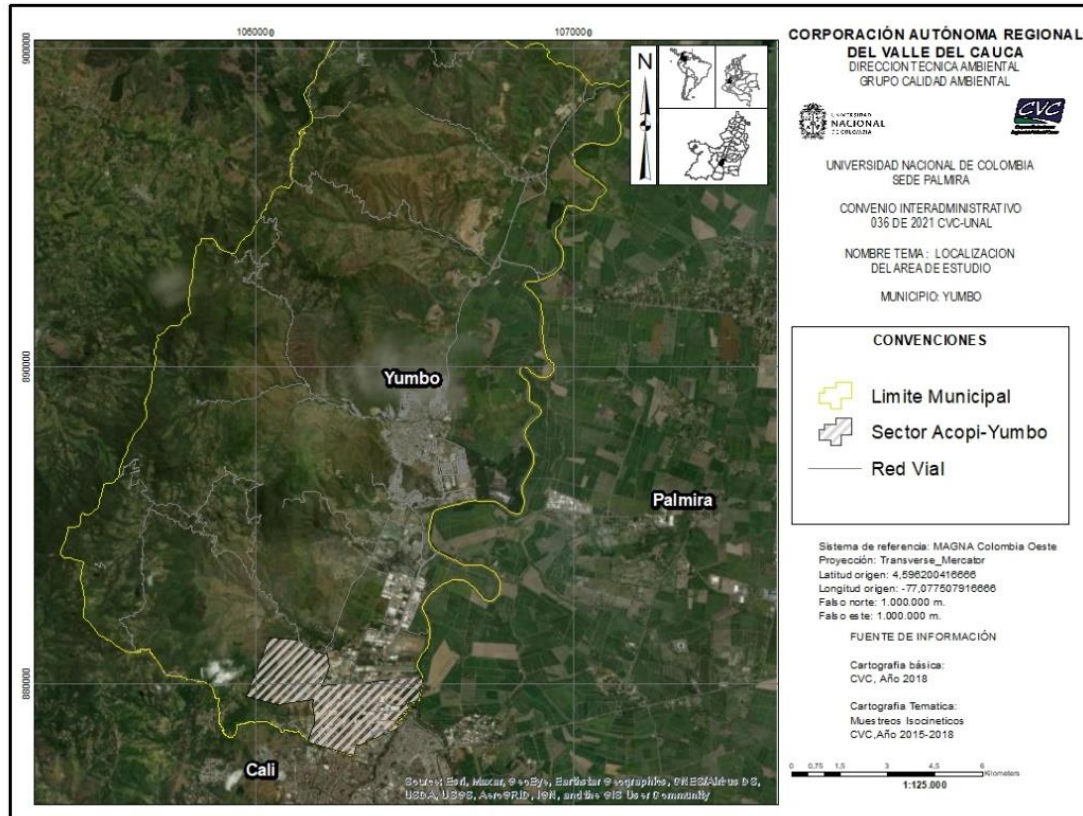 1060000
1070000
900000
890000
880000
N
Yumbo
Palmira
Cali
Source: Esri, Maxar, GeoEye, Earthstar Geographics, CNES/Airbus DS,
USDA, USGS, AeroGRID, IGN, and the GIS User Community
CORPORACIÓN AUTÓNOMA REGIONAL
DEL VALLE DEL CAUCA
DIRECCION TECNICA AMBIENTAL
GRUPO CALIDAD AMBIENTAL
UNIVERSIDAD
NACIONAL
DE COLOMBIA
CVC
UNIVERSIDAD NACIONAL DE COLOMBIA
SEDE PALMIRA
CONVENIO INTERADMINISTRATIVO
036 DE 2021 CVC-UNAL
NOMBRE TEMA: LOCALIZACION
DEL AREA DE ESTUDIO
MUNICIPIO: YUMBO
CONVENCIONES
Limite Municipal
Sector Acopi-Yumbo
Red Vial
Sistema de referencia: MAGNA Colombia Oeste
Proyección: Transverse_Mercator
Latitud origen: 4,596200416666
Longitud origen: -77,077507916666
Falso norte: 1.000.000 m.
Falso este: 1.000.000 m.
FUENTE DE INFORMACIÓN
Cartografia básica:
CVC, Año 2018
Cartografia Tematica:
Muestreos Isocineticos
CVC,Año 2015-2018
0 0,75 1,5 3 4,5 6
Kilometers
1:125.000